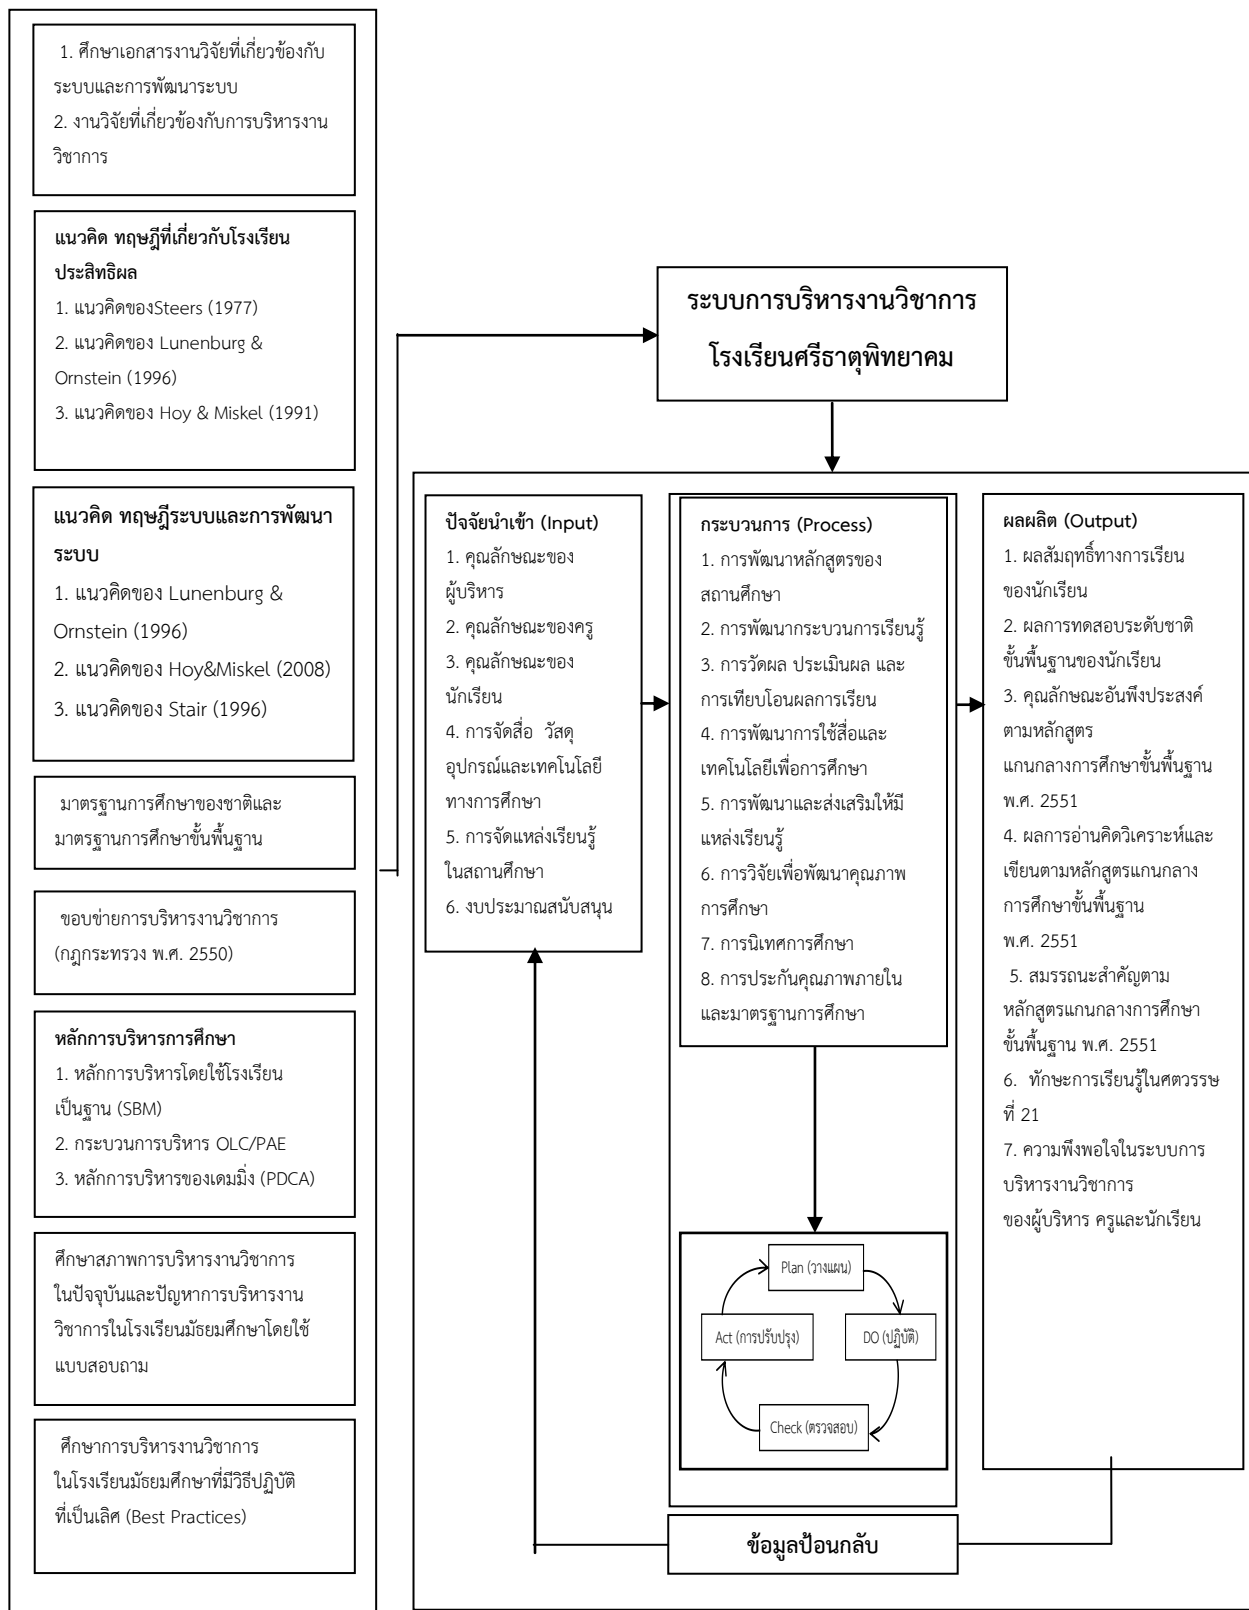 1. ศึกษาเอกสารงานวิจัยที่เกี่ยวข้องกับ
ระบบและการพัฒนาระบบ
2. งานวิจัยที่เกี่ยวข้องกับการบริหารงาน
วิชาการ
แนวคิด ทฤษฎีที่เกี่ยวกับโรงเรียน
ประสิทธิผล
1. แนวคิดของSteers (1977)
2. แนวคิดของ Lunenburg &
Ornstein (1996)
3. แนวคิดของ Hoy & Miskel (1991)
แนวคิด ทฤษฎีระบบและการพัฒนา
ระบบ
1. แนวคิดของ Lunenburg &
Ornstein (1996)
2. แนวคิดของ Hoy&Miskel (2008)
3. แนวคิดของ Stair (1996)
มาตรฐานการศึกษาของชาติและ
มาตรฐานการศึกษาขั้นพื้นฐาน
ขอบข่ายการบริหารงานวิชาการ
(กฎกระทรวง พ.ศ. 2550)
หลักการบริหารการศึกษา
1. หลักการบริหารโดยใช้โรงเรียน
เป็นฐาน (SBM)
2. กระบวนการบริหาร OLC/PAE
3. หลักการบริหารของเดมมิ่ง (PDCA)
ศึกษาสภาพการบริหารงานวิชาการ
ในปัจจุบันและปัญหาการบริหารงาน
วิชาการในโรงเรียนมัธยมศึกษาโดยใช้
แบบสอบถาม
ศึกษาการบริหารงานวิชาการ
ในโรงเรียนมัธยมศึกษาที่มีวิธีปฏิบัติ
ที่เป็นเลิศ (Best Practices)
ระบบการบริหารงานวิชาการ
โรงเรียนศรีธาตุพิทยาคม
ปัจจัยนำเข้า (Input)
1. คุณลักษณะของ
ผู้บริหาร
2. คุณลักษณะของครู
3. คุณลักษณะของ
นักเรียน
4. การจัดสื่อ วัสดุ
อุปกรณ์และเทคโนโลยี
ทางการศึกษา
5. การจัดแหล่งเรียนรู้
ในสถานศึกษา
6. งบประมาณสนับสนุน
กระบวนการ (Process)
1. การพัฒนาหลักสูตรของ
สถานศึกษา
2. การพัฒนากระบวนการเรียนรู้
3. การวัดผล ประเมินผล และ
การเทียบโอนผลการเรียน
4. การพัฒนาการใช้สื่อและ
เทคโนโลยีเพื่อการศึกษา
5. การพัฒนาและส่งเสริมให้มี
แหล่งเรียนรู้
6. การวิจัยเพื่อพัฒนาคุณภาพ
การศึกษา
7. การนิเทศการศึกษา
8. การประกันคุณภาพภายใน
และมาตรฐานการศึกษา
Plan (วางแผน)
Act (การปรับปรุง)
DO (ปฏิบัติ)
Check (ตรวจสอบ)
ผลผลิต (Output)
1. ผลสัมฤทธิ์ทางการเรียน
ของนักเรียน
2. ผลการทดสอบระดับชาติ
ขั้นพื้นฐานของนักเรียน
3. คุณลักษณะอันพึงประสงค์
ตามหลักสูตร
แกนกลางการศึกษาขั้นพื้นฐาน
พ.ศ. 2551
4. ผลการอ่านคิดวิเคราะห์และ
เขียนตามหลักสูตรแกนกลาง
การศึกษาขั้นพื้นฐาน
พ.ศ. 2551
5. สมรรถนะสำคัญตาม
หลักสูตรแกนกลางการศึกษา
ขั้นพื้นฐาน พ.ศ. 2551
6. ทักษะการเรียนรู้ในศตวรรษ
ที่ 21
7. ความพึงพอใจในระบบการ
บริหารงานวิชาการ
ของผู้บริหาร ครูและนักเรียน
ข้อมูลป้อนกลับ